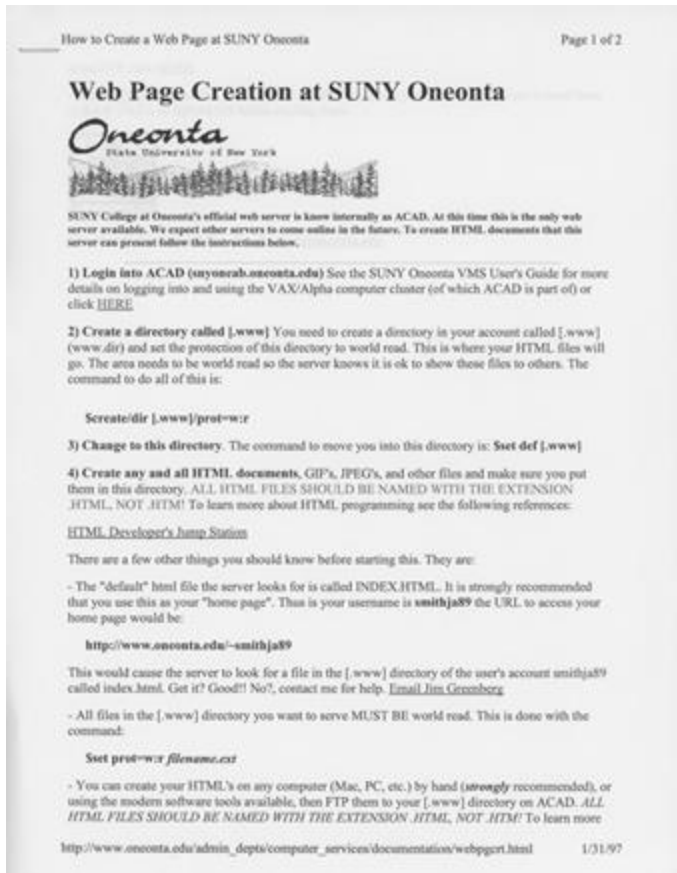 How to Create a Web Page at SUNY Oneonta Page 1 of 2
Web Page Creation at SUNY Oneonta
Oneonta
State University of New York
SUNY College at Oneonta's official web server is know internally as ACAD. At this time this is the only web
server available. We expect other servers to come online in the future. To create HTML documents that this
server can present follow the instructions below.
1) Login into ACAD (snyoneab.oneonta.edu) See the SUNY Oneonta VMS User's Guide for more
details on logging into and using the VAX/Alpha computer cluster (of which ACAD is part of) or
click HERE
2) Create a directory called [.www] You need to create a directory in your account called [.www]
(www.dir) and set the protection of this directory to world read. This is where your HTML files will
go. The area needs to be world read so the server knows it is ok to show these files to others. The
command to do all of this is:
$create/dir [.www]/prot=w:r
3) Change to this directory. The command to move you into this directory is: $set def [.www]
4) Create any and all HTML documents, GIF's, JPEG's, and other files and make sure you put
them in this directory. ALL HTML FILES SHOULD BE NAMED WITH THE EXTENSION
.HTML, NOT .HTM! To learn more about HTML programming see the following references:
HTML Developer's Jump Station
There are a few other things you should know before starting this. They are:
- The "default" html file the server looks for is called INDEX.HTML. It is strongly recommended
that you use this as your "home page". Thus is your username is smithja89 the URL to access your
home page would be:
http://www.oneonta.edu/~smithja89
This would cause the server to look for a file in the [.www] directory of the user's account smithja89
called index.html. Get it? Good!! No?, contact me for help. Email Jim Greenberg
- All files in the [.www] directory you want to serve MUST BE world read. This is done with the
command:
$set prot=w:r filename.ext
- You can create your HTML's on any computer (Mac, PC, etc.) by hand (strongly recommended), or
using the modern software tools available, then FTP them to your [.www] directory on ACAD. ALL
HTML FILES SHOULD BE NAMED WITH THE EXTENSION .HTML, NOT .HTM! To learn more
http://www.oneonta.edu/admin_depts/computer_services/documentation/webpgcrt.html 1/31/97